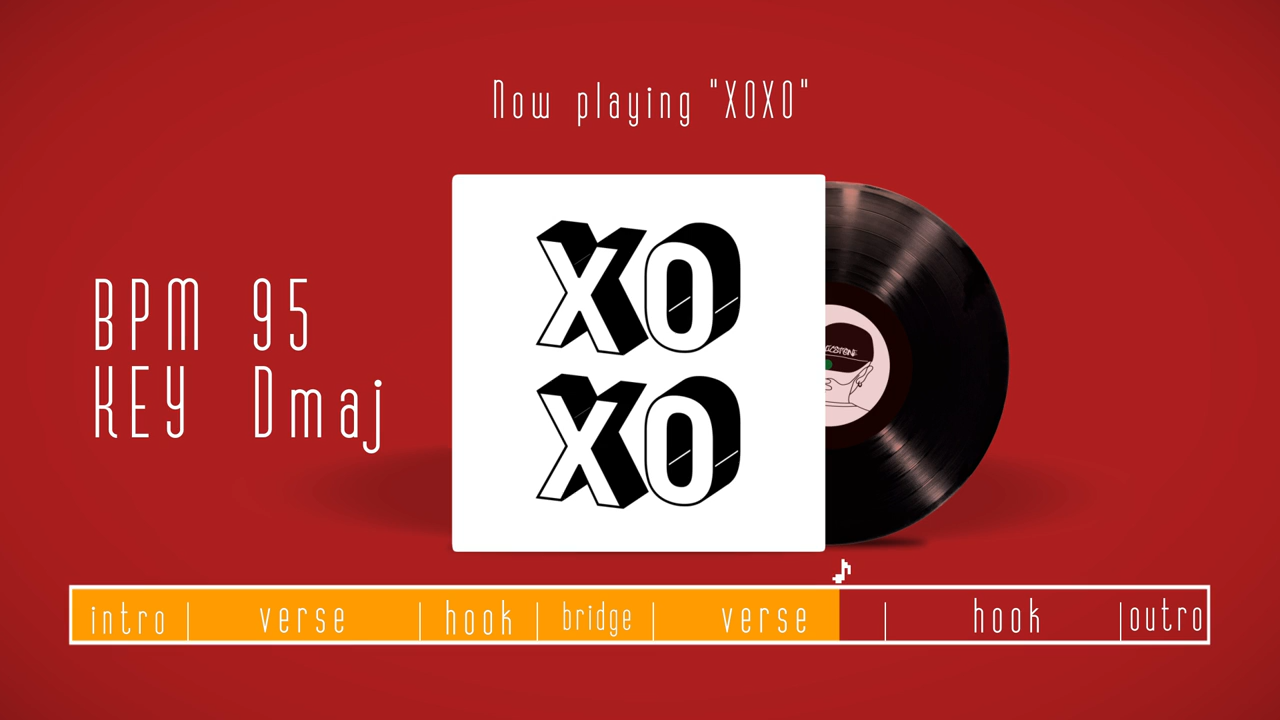 Now playing "XOXO"
XO
XO
BPM 95
KEY Dmaj
intro | verse | hook | bridge | verse | hook | outro